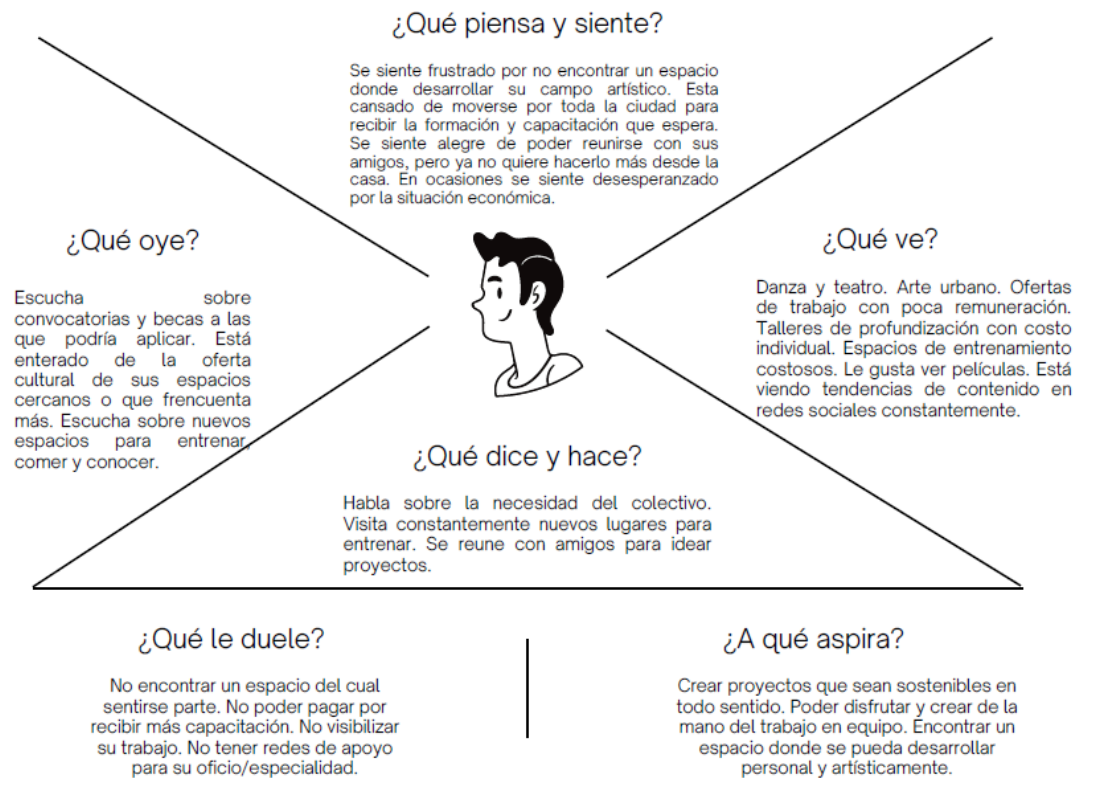 ¿Qué piensa y siente?
Se siente frustrado por no encontrar un espacio
donde desarrollar su campo artístico. Esta
cansado de moverse por toda la ciudad para
recibir la formación y capacitación que espera.
Se siente alegre de poder reunirse con sus
amigos, pero ya no quiere hacerlo más desde la
casa. En ocasiones se siente desesperanzado
por la situación económica.
¿Qué oye?
Escucha sobre
convocatorias y becas a las
que podría aplicar. Está
enterado de la oferta
cultural de sus espacios
cercanos o que frencuenta
más. Escucha sobre nuevos
espacios para entrenar,
comer y conocer.
¿Qué ve?
Danza y teatro. Arte urbano. Ofertas
de trabajo con poca remuneración.
Talleres de profundización con costo
individual. Espacios de entrenamiento
costosos. Le gusta ver películas. Está
viendo tendencias de contenido en
redes sociales constantemente.
¿Qué dice y hace?
Habla sobre la necesidad del colectivo.
Visita constantemente nuevos lugares para
entrenar. Se reune con amigos para idear
proyectos.
¿Qué le duele?
No encontrar un espacio del cual
sentirse parte. No poder pagar por
recibir más capacitación. No visibilizar
su trabajo. No tener redes de apoyo
para su oficio/especialidad.
¿A qué aspira?
Crear proyectos que sean sostenibles en
todo sentido. Poder disfrutar y crear de la
mano del trabajo en equipo. Encontrar un
espacio donde se pueda desarrollar
personal y artísticamente.